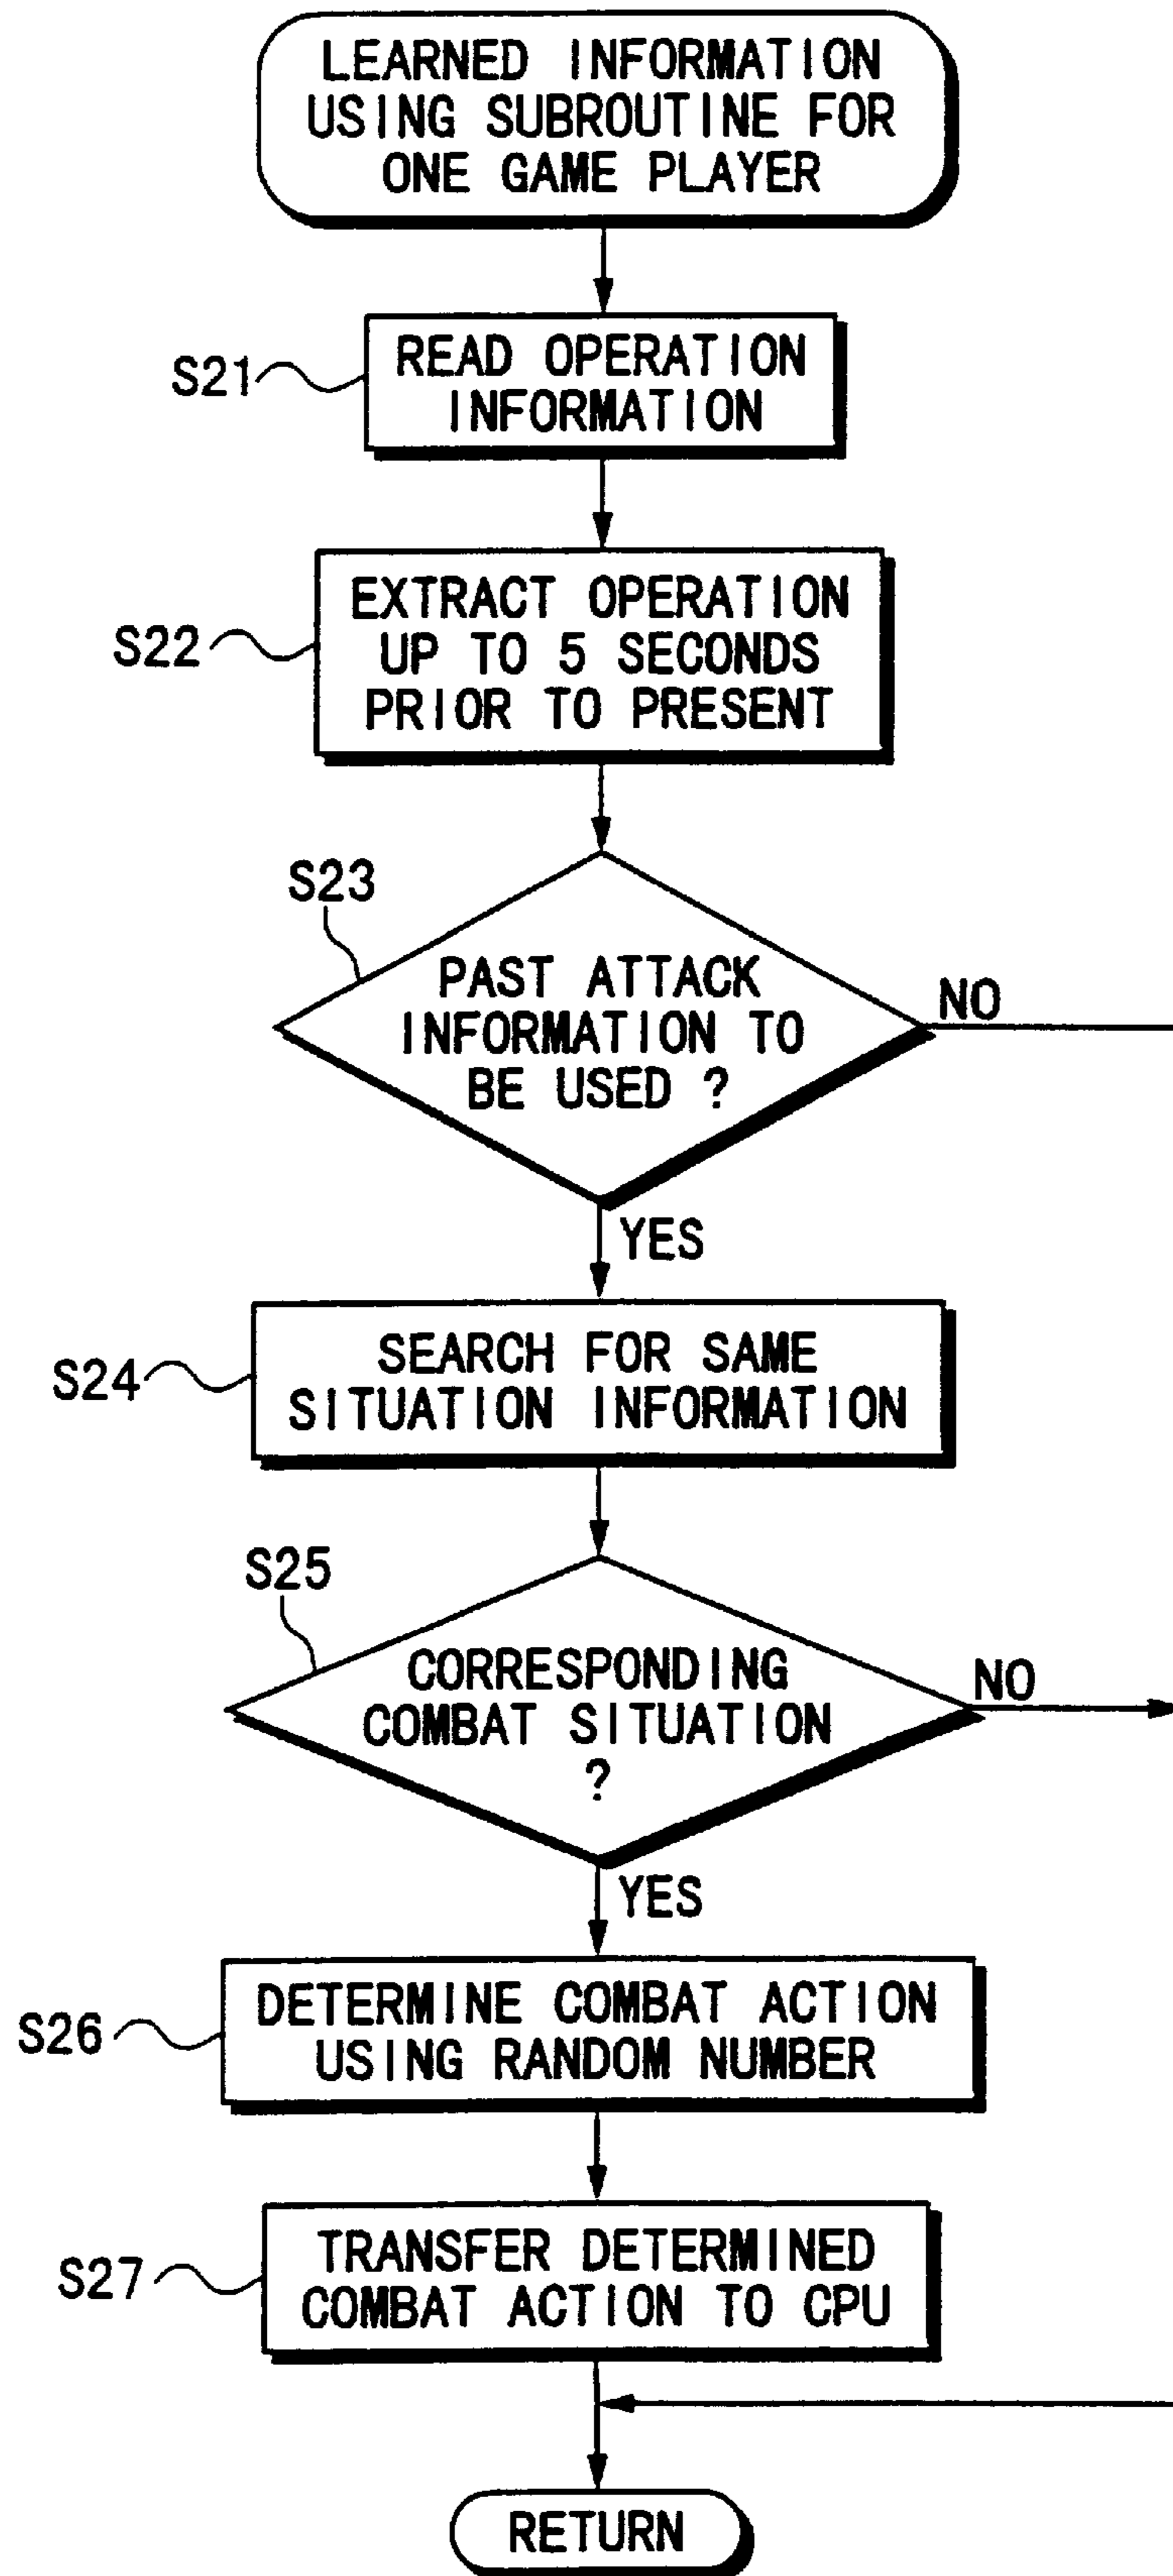 LEARNED INFORMATION
USING SUBROUTINE FOR
ONE GAME PLAYER
S21
READ OPERATION
INFORMATION
S22
EXTRACT OPERATION
UP TO 5 SECONDS
PRIOR TO PRESENT
S23
PAST ATTACK
INFORMATION TO
BE USED ?
NO
YES
S24
SEARCH FOR SAME
SITUATION INFORMATION
S25
CORRESPONDING
COMBAT SITUATION
?
NO
YES
S26
DETERMINE COMBAT ACTION
USING RANDOM NUMBER
S27
TRANSFER DETERMINED
COMBAT ACTION TO CPU
RETURN